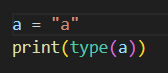 a = "a"
print(type(a))